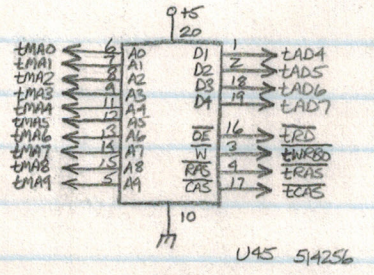 +5
20
tMA0 6 A0 D1 1 tAD4
tMA1 7 A1 D2 2 tAD5
tMA2 8 A2 D3 18 tAD6
tMA3 9 A3 D4 19 tAD7
tMA4 11 A4
tMA5 12 A5
tMA6 13 A6 OE 16 tRD
tMA7 14 A7 W 3 tWR80
tMA8 15 A8 RAS 4 tRAS
tMA9 5 A9 CAS 17 tCAS
10
U45 514256